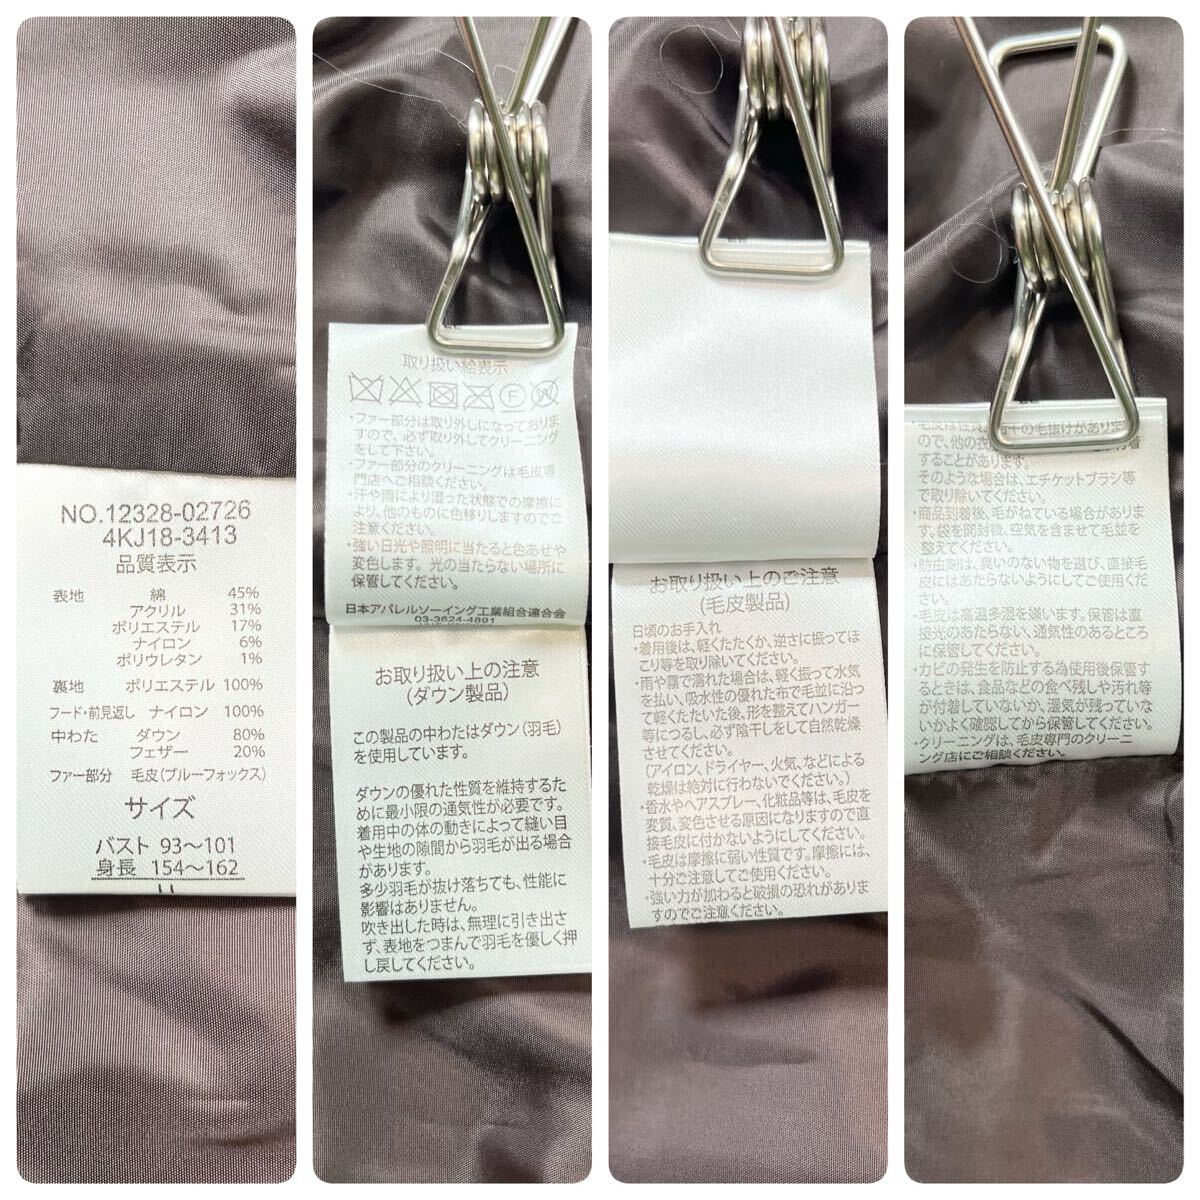 NO.12328-02726
4KJ18-3413
品質表示
表地 綿 45%
アクリル 31%
ポリエステル 17%
ナイロン 6%
ポリウレタン 1%
裏地 ポリエステル 100%
フード・前見返し ナイロン 100%
中わた ダウン 80%
フェザー 20%
ファー部分 毛皮(ブルーフォックス)
サイズ
バスト 93〜101
身長 154〜162
取り扱い絵表示
F W
・ファー部分は取り外しになっておりま
すので、必ず取り外してクリーニング
をして下さい。
・ファー部分のクリーニングは毛皮専
門店へご相談ください。
・汗や雨により湿った状態での摩擦に
より、他のものに色移りしますのでご
注意ください。
・強い日光や照明に当たると色あせや
変色します。光の当たらない場所に
保管してください。
日本アパレルソーイング工業組合連合会
03-3624-4891
お取り扱い上の注意
(ダウン製品)
この製品の中わたはダウン(羽毛)
を使用しています。
ダウンの優れた性質を維持するた
めに最小限の通気性が必要です。
着用中の体の動きによって縫い目
や生地の隙間から羽毛が出る場合
があります。
多少羽毛が抜け落ちても、性能に
影響はありません。
吹き出した時は、無理に引き出さ
ず、表地をつまんで羽毛を優しく押
し戻してください。
お取り扱い上のご注意
(毛皮製品)
日頃のお手入れ
・着用後は、軽くたたくか、逆さに振ってほ
こり等を取り除いてください。
・雨や霧で濡れた場合は、軽く振って水気
を払い、吸水性の優れた布で毛並に沿っ
て軽くたたいた後、形を整えてハンガー
等につるし、必ず陰干しをして自然乾燥
させてください。
(アイロン、ドライヤー、火気、などによる
乾燥は絶対に行わないでください。)
・香水やヘアスプレー、化粧品等は、毛皮を
変質、変色させる原因になりますので直
接毛皮に付かないようにしてください。
・毛皮は摩擦に弱い性質です。摩擦には、
十分ご注意してご使用ください。
・強い力が加わると破損の恐れがありま
すのでご注意ください。
・毛皮は性質 若干の毛抜けがあります
ので、他の衣 付着
することがあります。
そのような場合は、エチケットブラシ等
で取り除いてください。
・商品到着後、毛がねている場合がありま
す。袋を開封後、空気を含ませて毛並を
整えてください。
・防虫剤は、臭いのない物を選び、直接毛
皮にはあたらないようにしてご使用くだ
さい。
・毛皮は高温多湿を嫌います。保管は直
接光のあたらない、通気性のあるところ
に保管してください。
・カビの発生を防止する為使用後保管す
るときは、食品などの食べ残しや汚れ等
が付着していないか、湿気が残っていな
いかよく確認してから保管してください。
・クリーニングは、毛皮専門のクリーニ
ング店にご相談ください。